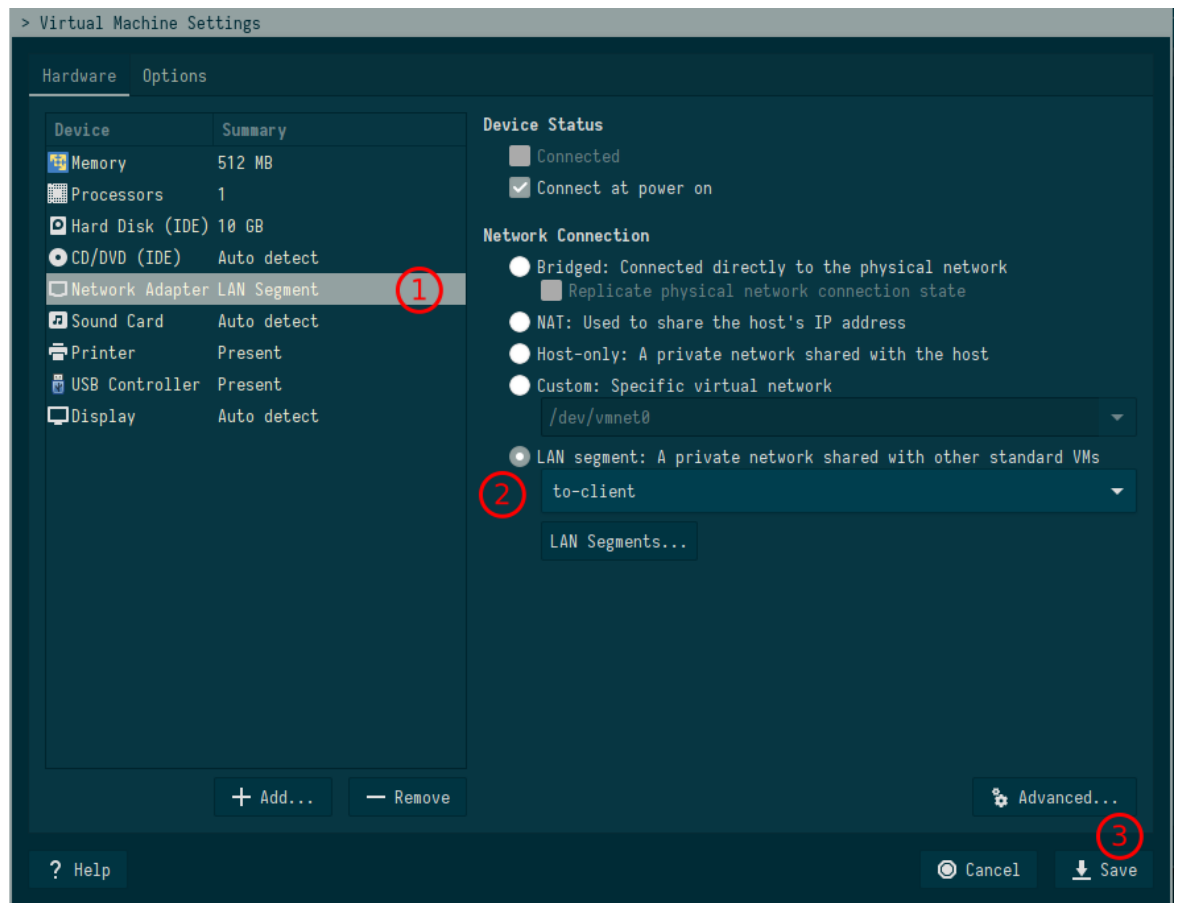 > Virtual Machine Settings
Hardware Options
Device Summary
Memory 512 MB
Processors 1
Hard Disk (IDE) 10 GB
CD/DVD (IDE) Auto detect
Network Adapter LAN Segment 1
Sound Card Auto detect
Printer Present
USB Controller Present
Display Auto detect
+ Add... — Remove
Device Status
Connected
Connect at power on
Network Connection
Bridged: Connected directly to the physical network
Replicate physical network connection state
NAT: Used to share the host's IP address
Host-only: A private network shared with the host
Custom: Specific virtual network
/dev/vmnet0
LAN segment: A private network shared with other standard VMs
2 to-client
LAN Segments...
Advanced...
3
? Help Cancel Save